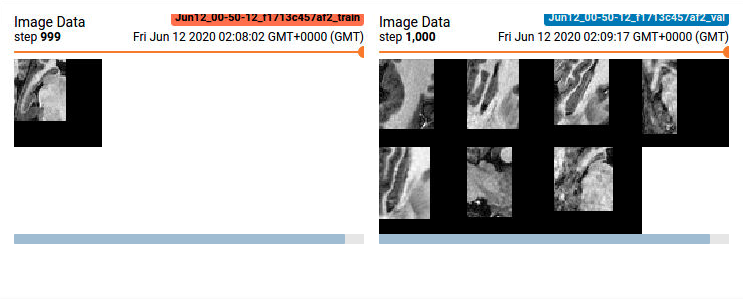 Jun12_00-50-12_f1713c457af2_train
Image Data
step 999
Fri Jun 12 2020 02:08:02 GMT+0000 (GMT)
Jun12_00-50-12_f1713c457af2_val
Image Data
step 1,000
Fri Jun 12 2020 02:09:17 GMT+0000 (GMT)